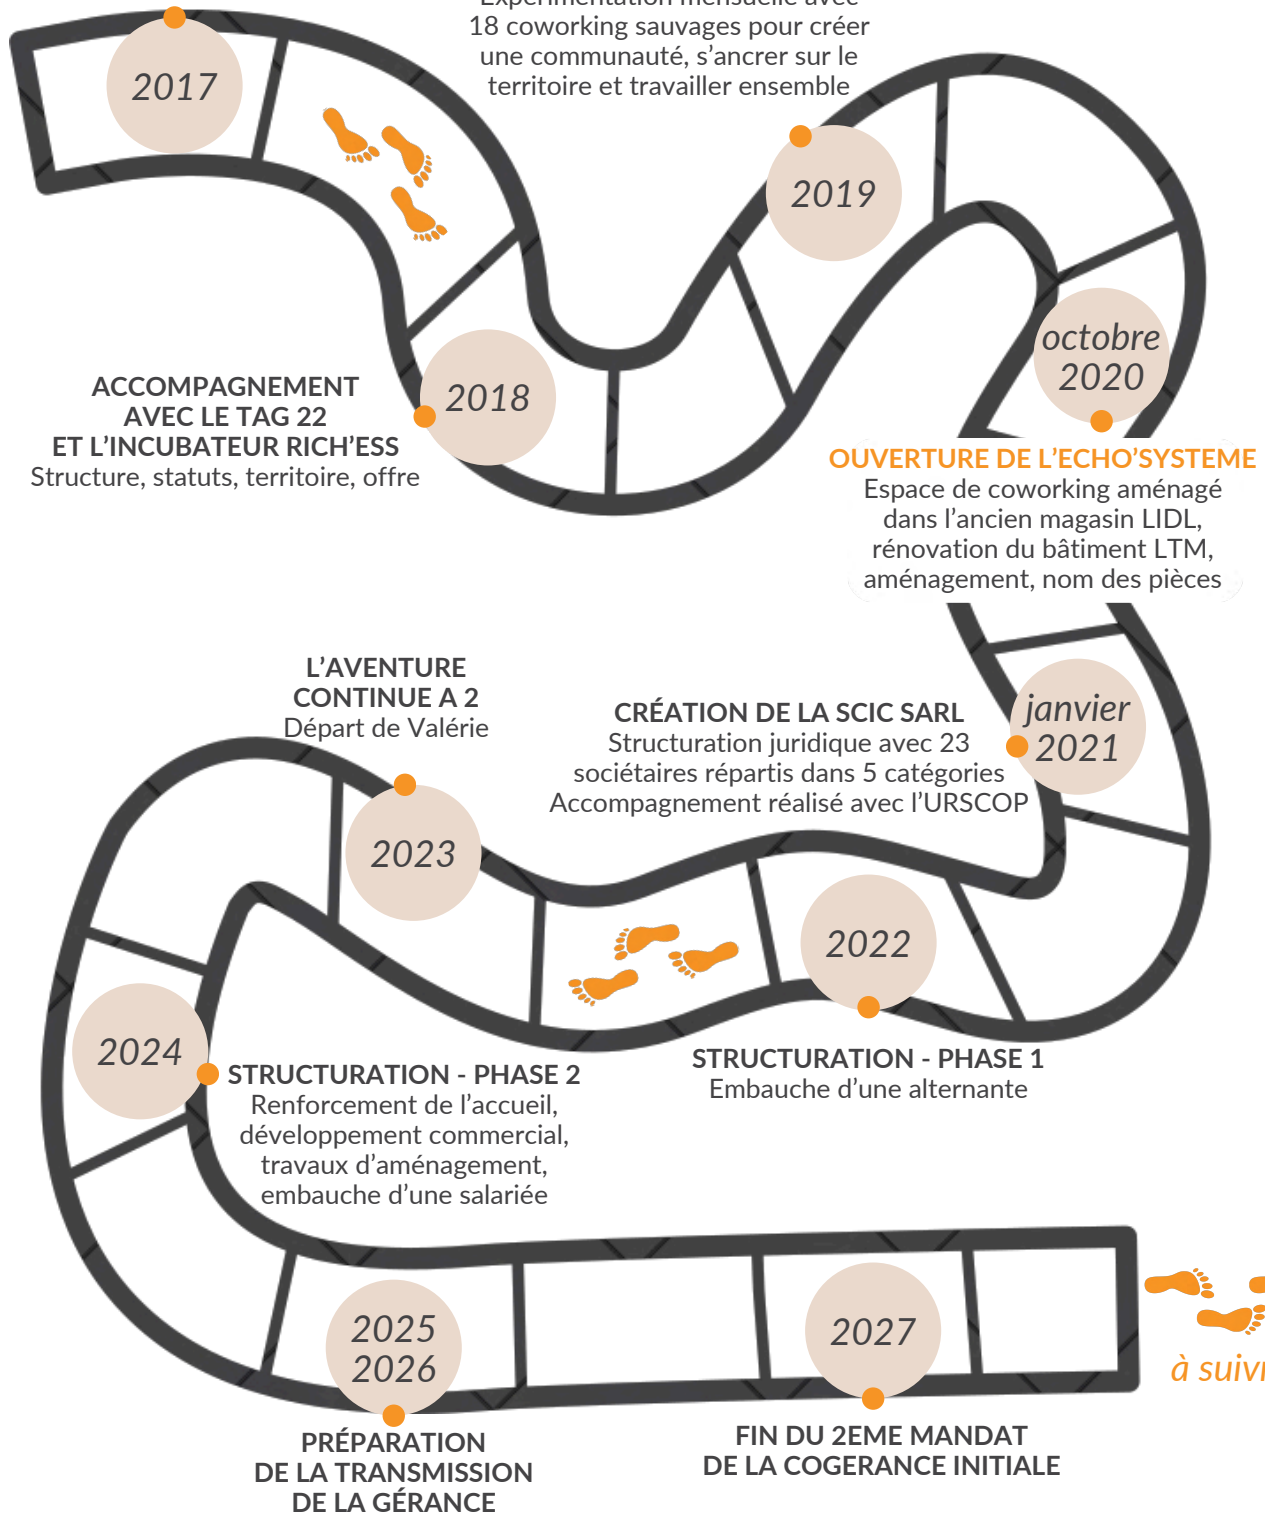 2017
Expérimentation mensuelle avec
18 coworking sauvages pour créer
une communauté, s’ancrer sur le
territoire et travailler ensemble
2019
2018
ACCOMPAGNEMENT
AVEC LE TAG 22
ET L’INCUBATEUR RICH’ESS
Structure, statuts, territoire, offre
octobre
2020
OUVERTURE DE L’ECHO’SYSTEME
Espace de coworking aménagé
dans l’ancien magasin LIDL,
rénovation du bâtiment LTM,
aménagement, nom des pièces
janvier
2021
CRÉATION DE LA SCIC SARL
Structuration juridique avec 23
sociétaires répartis dans 5 catégories
Accompagnement réalisé avec l’URSCOP
L’AVENTURE
CONTINUE A 2
Départ de Valérie
2023
2022
STRUCTURATION - PHASE 1
Embauche d’une alternante
2024
STRUCTURATION - PHASE 2
Renforcement de l’accueil,
développement commercial,
travaux d’aménagement,
embauche d’une salariée
2025
2026
PRÉPARATION
DE LA TRANSMISSION
DE LA GÉRANCE
2027
FIN DU 2EME MANDAT
DE LA COGERANCE INITIALE
à suiv